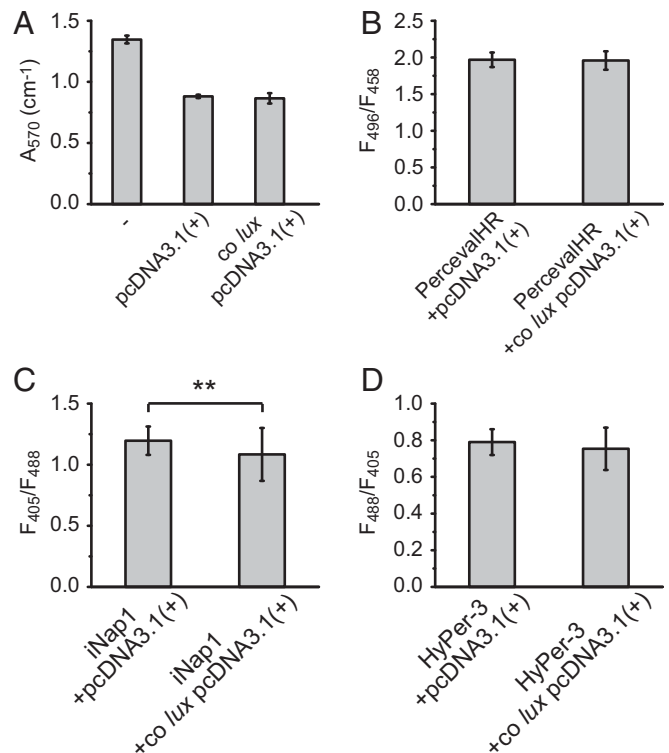 A
A570 (cm-1)
1.5
1.0
0.5
0.0
-
pcDNA3.1(+)
co lux
pcDNA3.1(+)
B
F496/F458
2.5
2.0
1.5
1.0
0.5
0.0
PercevalHR
+pcDNA3.1(+)
PercevalHR
+co lux pcDNA3.1(+)
C
F405/F488
1.5
1.0
0.5
0.0
**
iNap1
+pcDNA3.1(+)
iNap1
+co lux pcDNA3.1(+)
D
F488/F405
1.0
0.8
0.6
0.4
0.2
0.0
HyPer-3
+pcDNA3.1(+)
HyPer-3
+co lux pcDNA3.1(+)